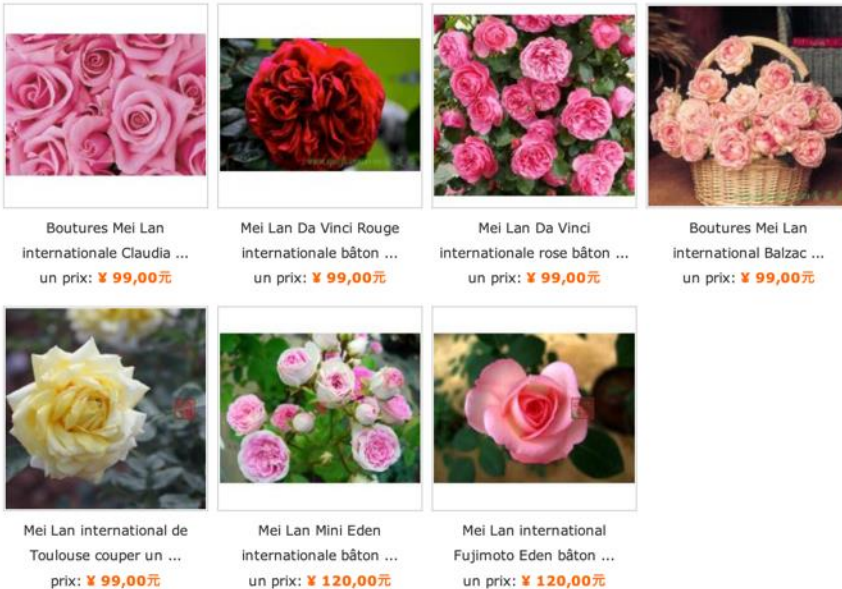 Boutures Mei Lan
internationale Claudia ...
un prix: ¥ 99,00元
Mei Lan Da Vinci Rouge
internationale bâton ...
un prix: ¥ 99,00元
Mei Lan Da Vinci
internationale rose bâton ...
un prix: ¥ 99,00元
Boutures Mei Lan
international Balzac ...
un prix: ¥ 99,00元
Mei Lan international de
Toulouse couper un ...
prix: ¥ 99,00元
Mei Lan Mini Eden
internationale bâton ...
un prix: ¥ 120,00元
Mei Lan international
Fujimoto Eden bâton ...
un prix: ¥ 120,00元